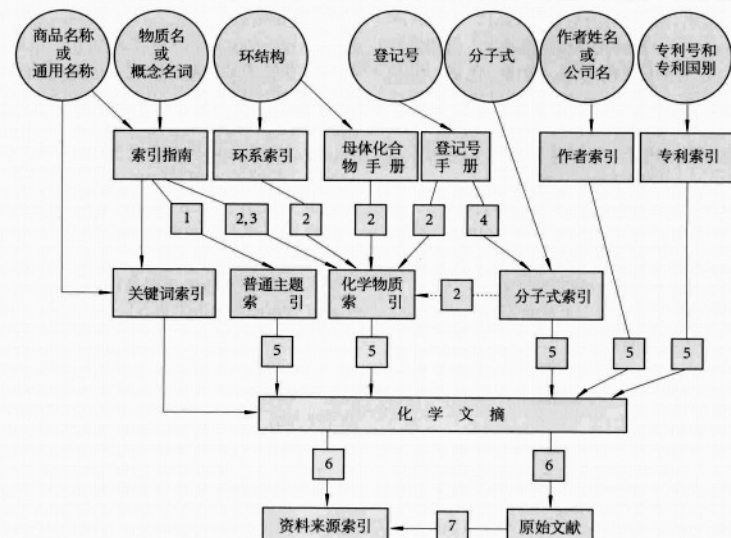 商品名称
或
通用名称
物质名
或
概念名词
环结构
登记号
分子式
作者姓名
或
公司名
专利号和
专利国别
索引指南
环系索引
母体化合
物手册
登记号
手册
作者索引
专利索引
1
2,3
2
2
2
4
关键词索引
普通主题
索引
化学物质
索引
2
分子式索引
5
5
5
5
5
化学文摘
6
6
资料来源索引
7
原始文献